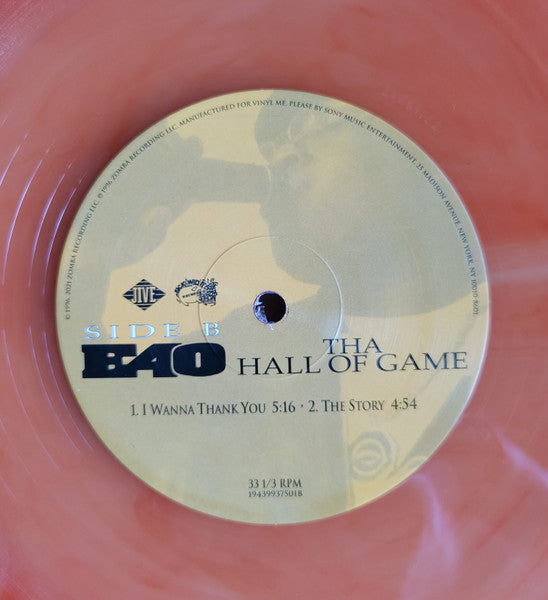 ℗ 1996, 2021 ZOMBA RECORDING LLC. © 1996 ZOMBA RECORDING LLC. MANUFACTURED FOR VINYL ME, PLEASE BY SONY MUSIC ENTERTAINMENT, 25 MADISON AVENUE, NEW YORK, NY 10010-8601.
JIVE
SIDE B
E-40
THA
HALL OF GAME
1. I WANNA THANK YOU 5:16 • 2. THE STORY 4:54
33 1/3 RPM
19439937501B